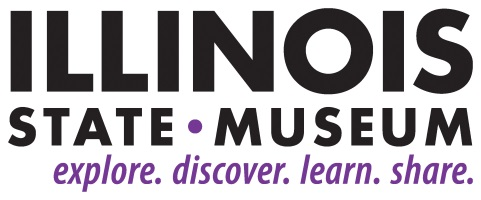 ILLINOIS
STATE • MUSEUM
explore. discover. learn. share.